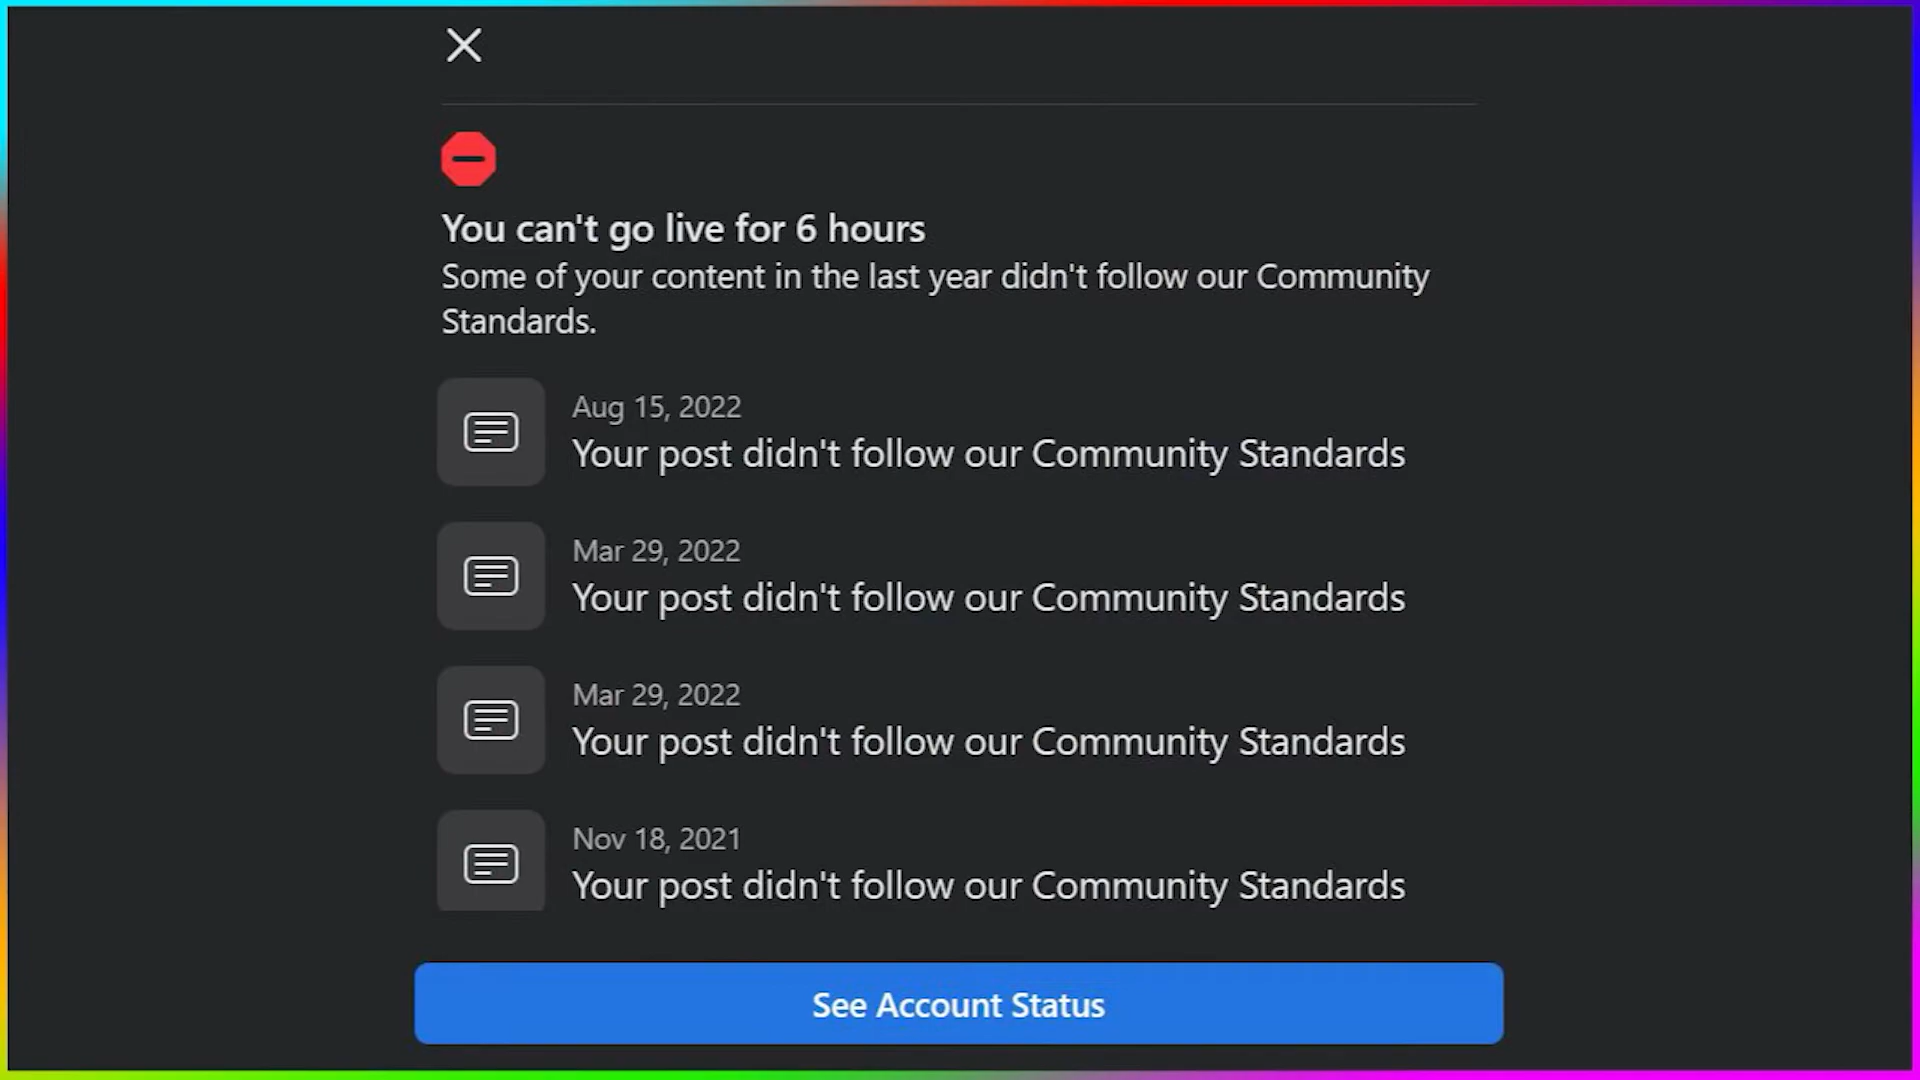 You can't go live for 6 hours
Some of your content in the last year didn't follow our Community
Standards.
Aug 15, 2022
Your post didn't follow our Community Standards
Mar 29, 2022
Your post didn't follow our Community Standards
Mar 29, 2022
Your post didn't follow our Community Standards
Nov 18, 2021
Your post didn't follow our Community Standards
See Account Status